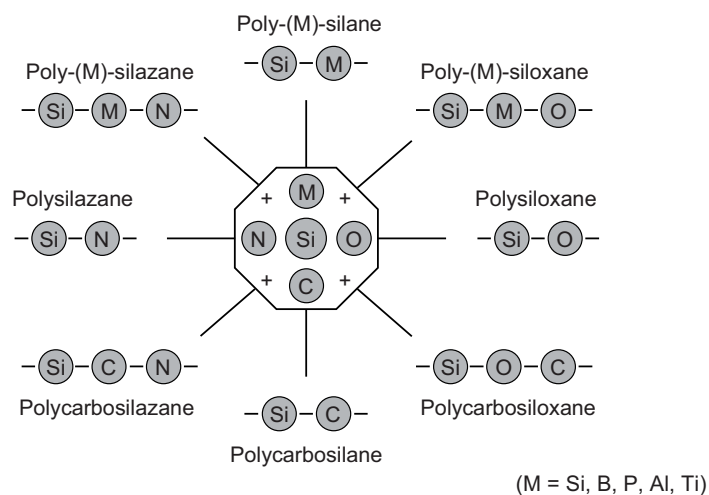 Poly-(M)-silane
Si M
Poly-(M)-silazane
Si M N
Poly-(M)-siloxane
Si M O
Polysilazane
Si N
+ M +
N Si O
+ C +
Polysiloxane
Si O
Si C N
Polycarbosilazane
Si C
Polycarbosilane
Si O C
Polycarbosiloxane
(M = Si, B, P, Al, Ti)